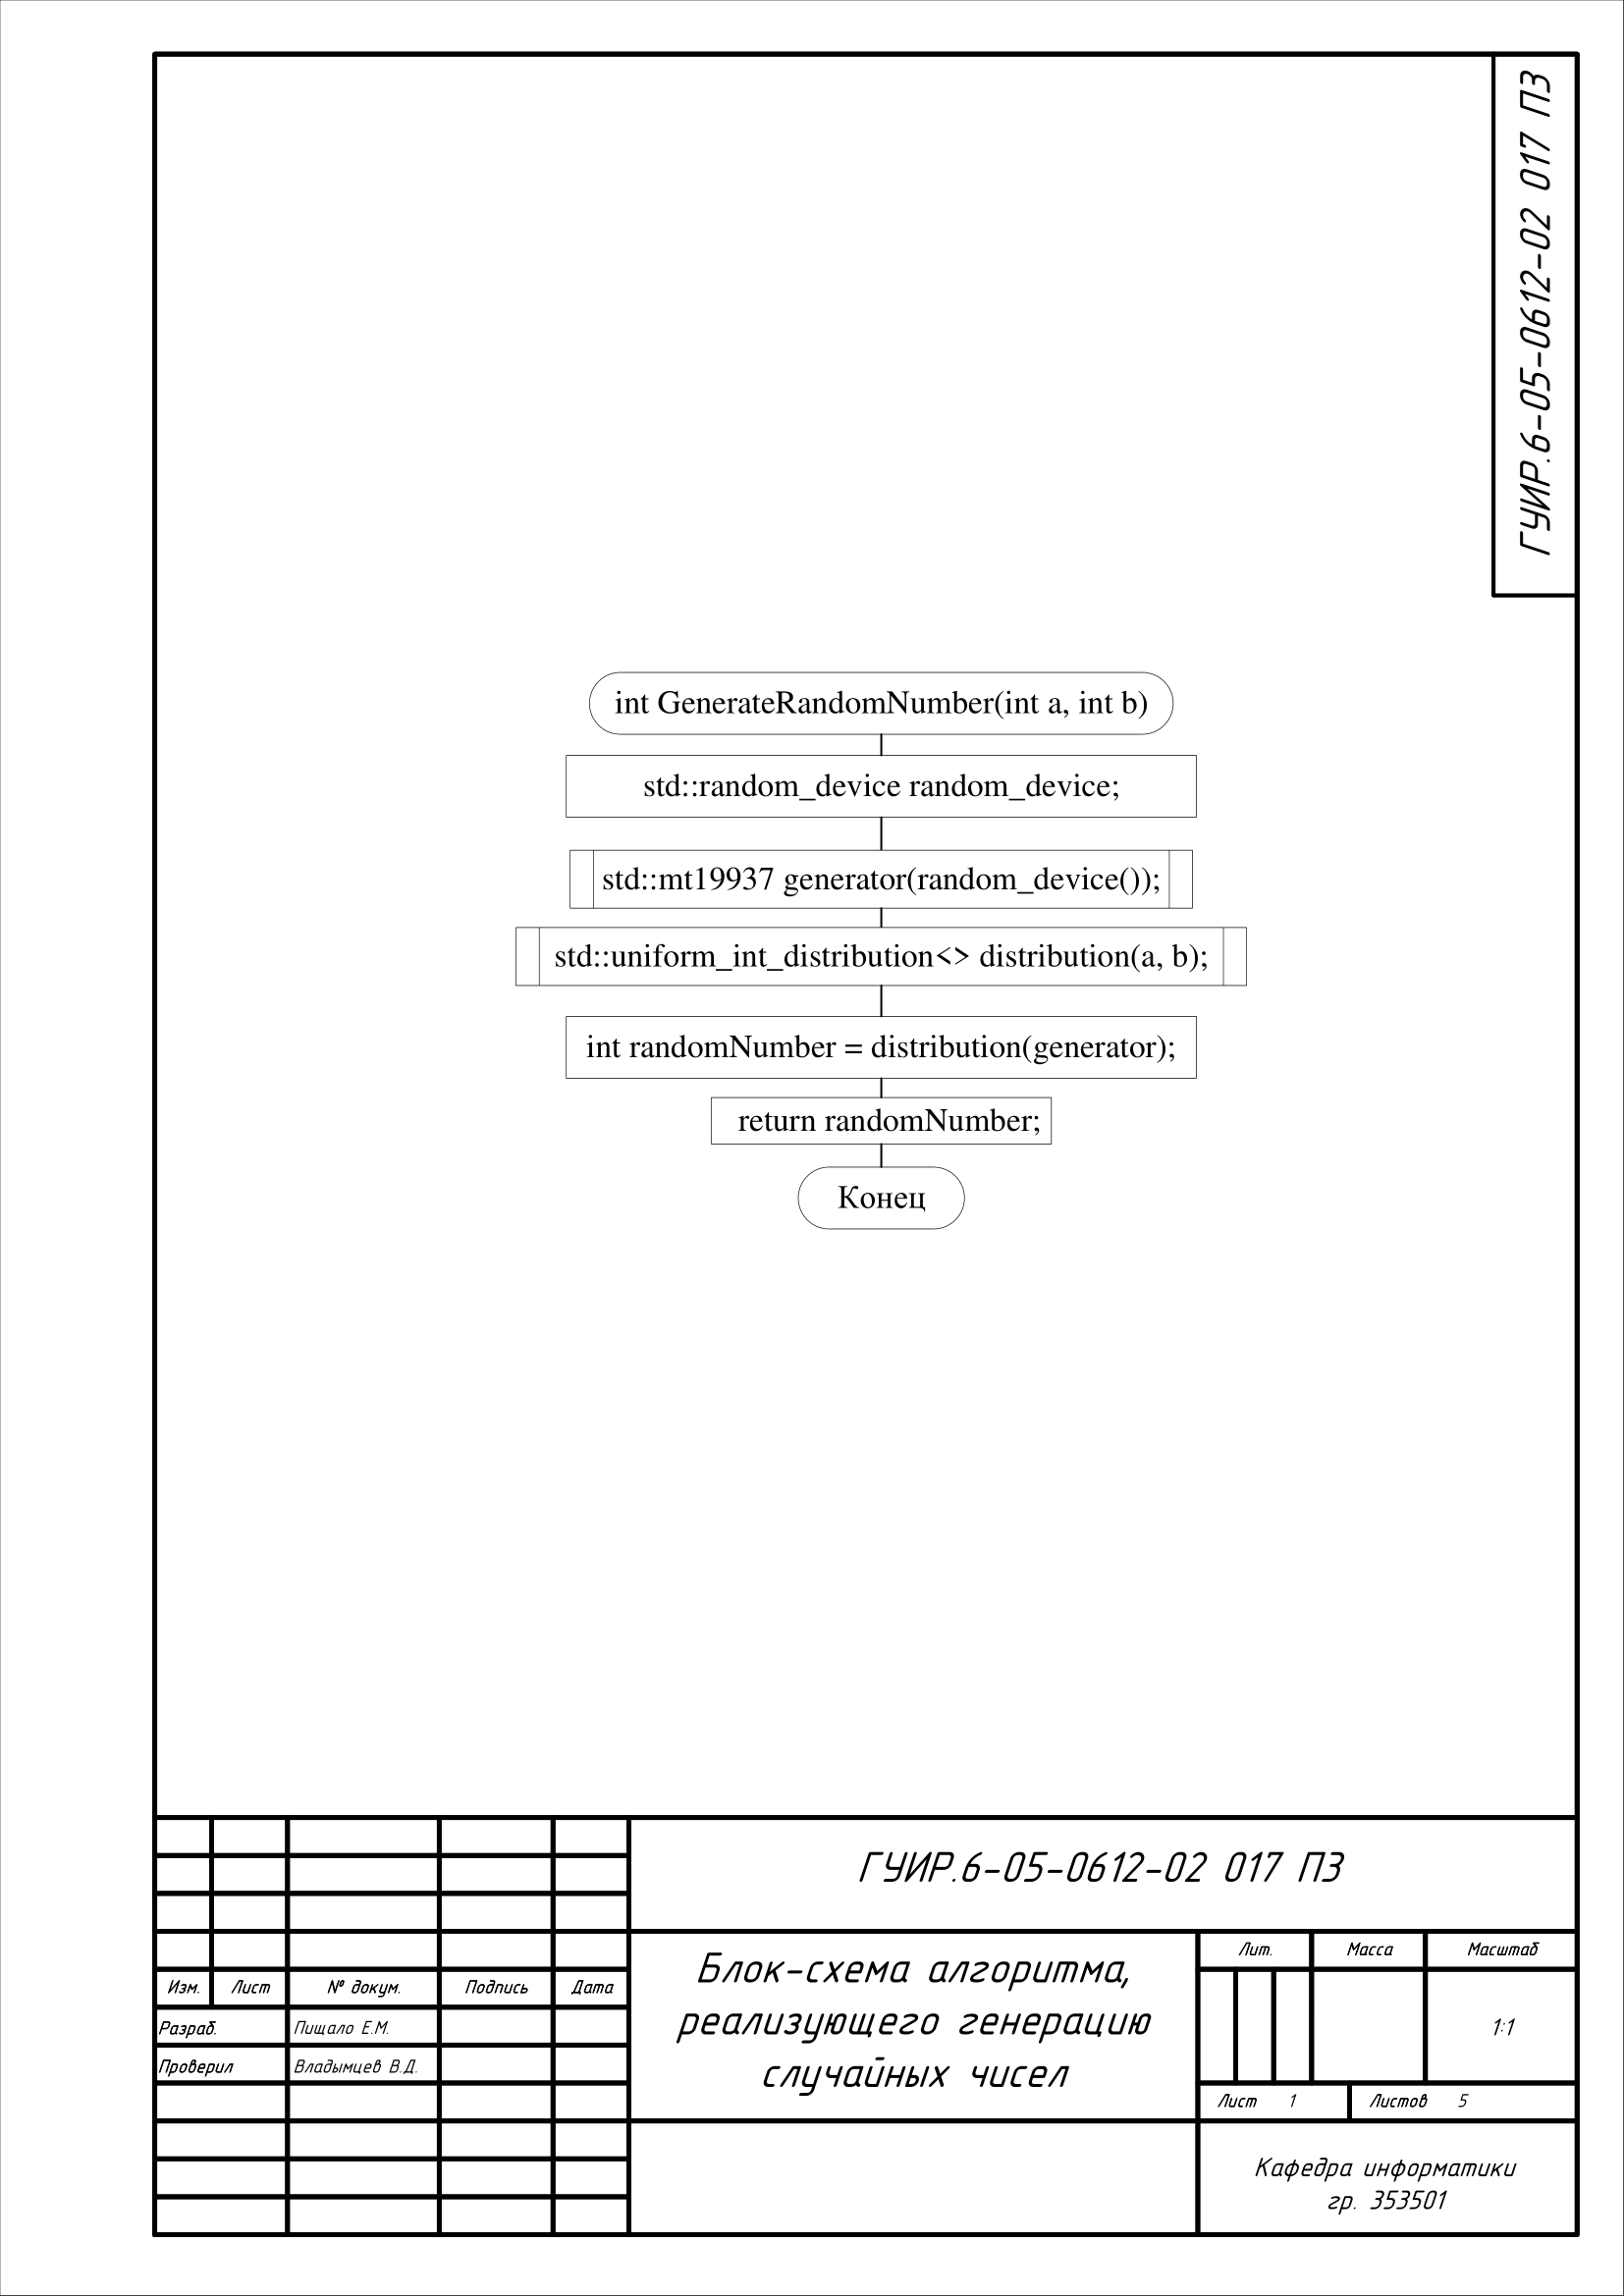 ГУИР.6-05-0612-02 017 ПЗ
int GenerateRandomNumber(int a, int b)
std::random_device random_device;
std::mt19937 generator(random_device());
std::uniform_int_distribution<> distribution(a, b);
int randomNumber = distribution(generator);
return randomNumber;
Конец
ГУИР.6-05-0612-02 017 ПЗ
Блок-схема алгоритма,
реализующего генерацию
случайных чисел
Лит. Масса Масштаб
1:1
Лист 1 Листов 5
Изм. Лист № докум. Подпись Дата
Разраб. Пищало Е.М.
Проверил Владымцев В.Д.
Кафедра информатики
гр. 353501